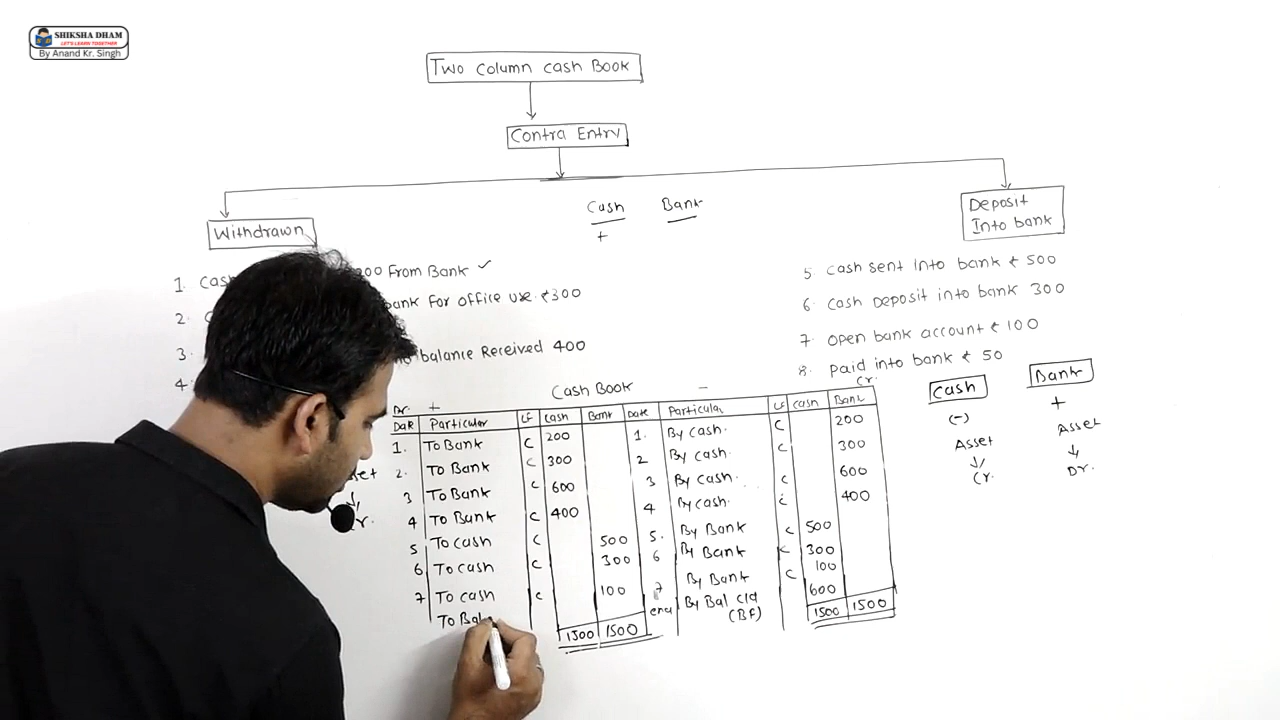 SHIKSHA DHAM
LET'S LEARN TOGETHER
By Anand Kr. Singh
Two Column Cash Book
Contra Entry
Cash Bank
+
Withdrawn
Deposit
Into bank
1. Cash 200 From Bank ✓
2. bank For office use ₹300
3. balance Received 400
4.
5 Cash sent into bank ₹ 500
6. Cash Deposit into bank 300
7. open bank account ₹ 100
8. Paid into bank ₹ 50
Cash Book
Dr. + - Cr.
Date Particular LF Cash Bank Date Particular LF Cash Bank
1. To Bank C 200 1. By Cash. C 200
2. To Bank C 300 2 By Cash. C 300
3 To Bank C 600 3 By Cash. C 600
4 To Bank C 400 4 By Cash. C 400
5 To Cash C 500 5. By Bank C 500
6 To Cash C 300 6 By Bank C 300
7 To Cash C 100 7 By Bank C 100
To Bal By Bal c/d 600
(BF)
1500 1500 1500 1500
Cash
(-)
Asset
Cr.
Bank
+
Asset
Dr.